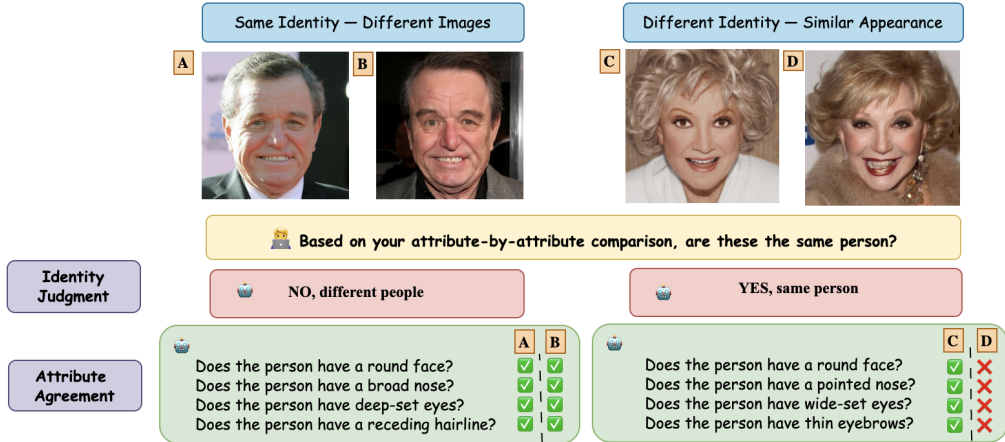 Same Identity — Different Images
Different Identity — Similar Appearance
A
B
C
D
Based on your attribute-by-attribute comparison, are these the same person?
Identity
Judgment
NO, different people
YES, same person
Attribute
Agreement
A
B
Does the person have a round face?
Does the person have a broad nose?
Does the person have deep-set eyes?
Does the person have a receding hairline?
C
D
Does the person have a round face?
Does the person have a pointed nose?
Does the person have wide-set eyes?
Does the person have thin eyebrows?